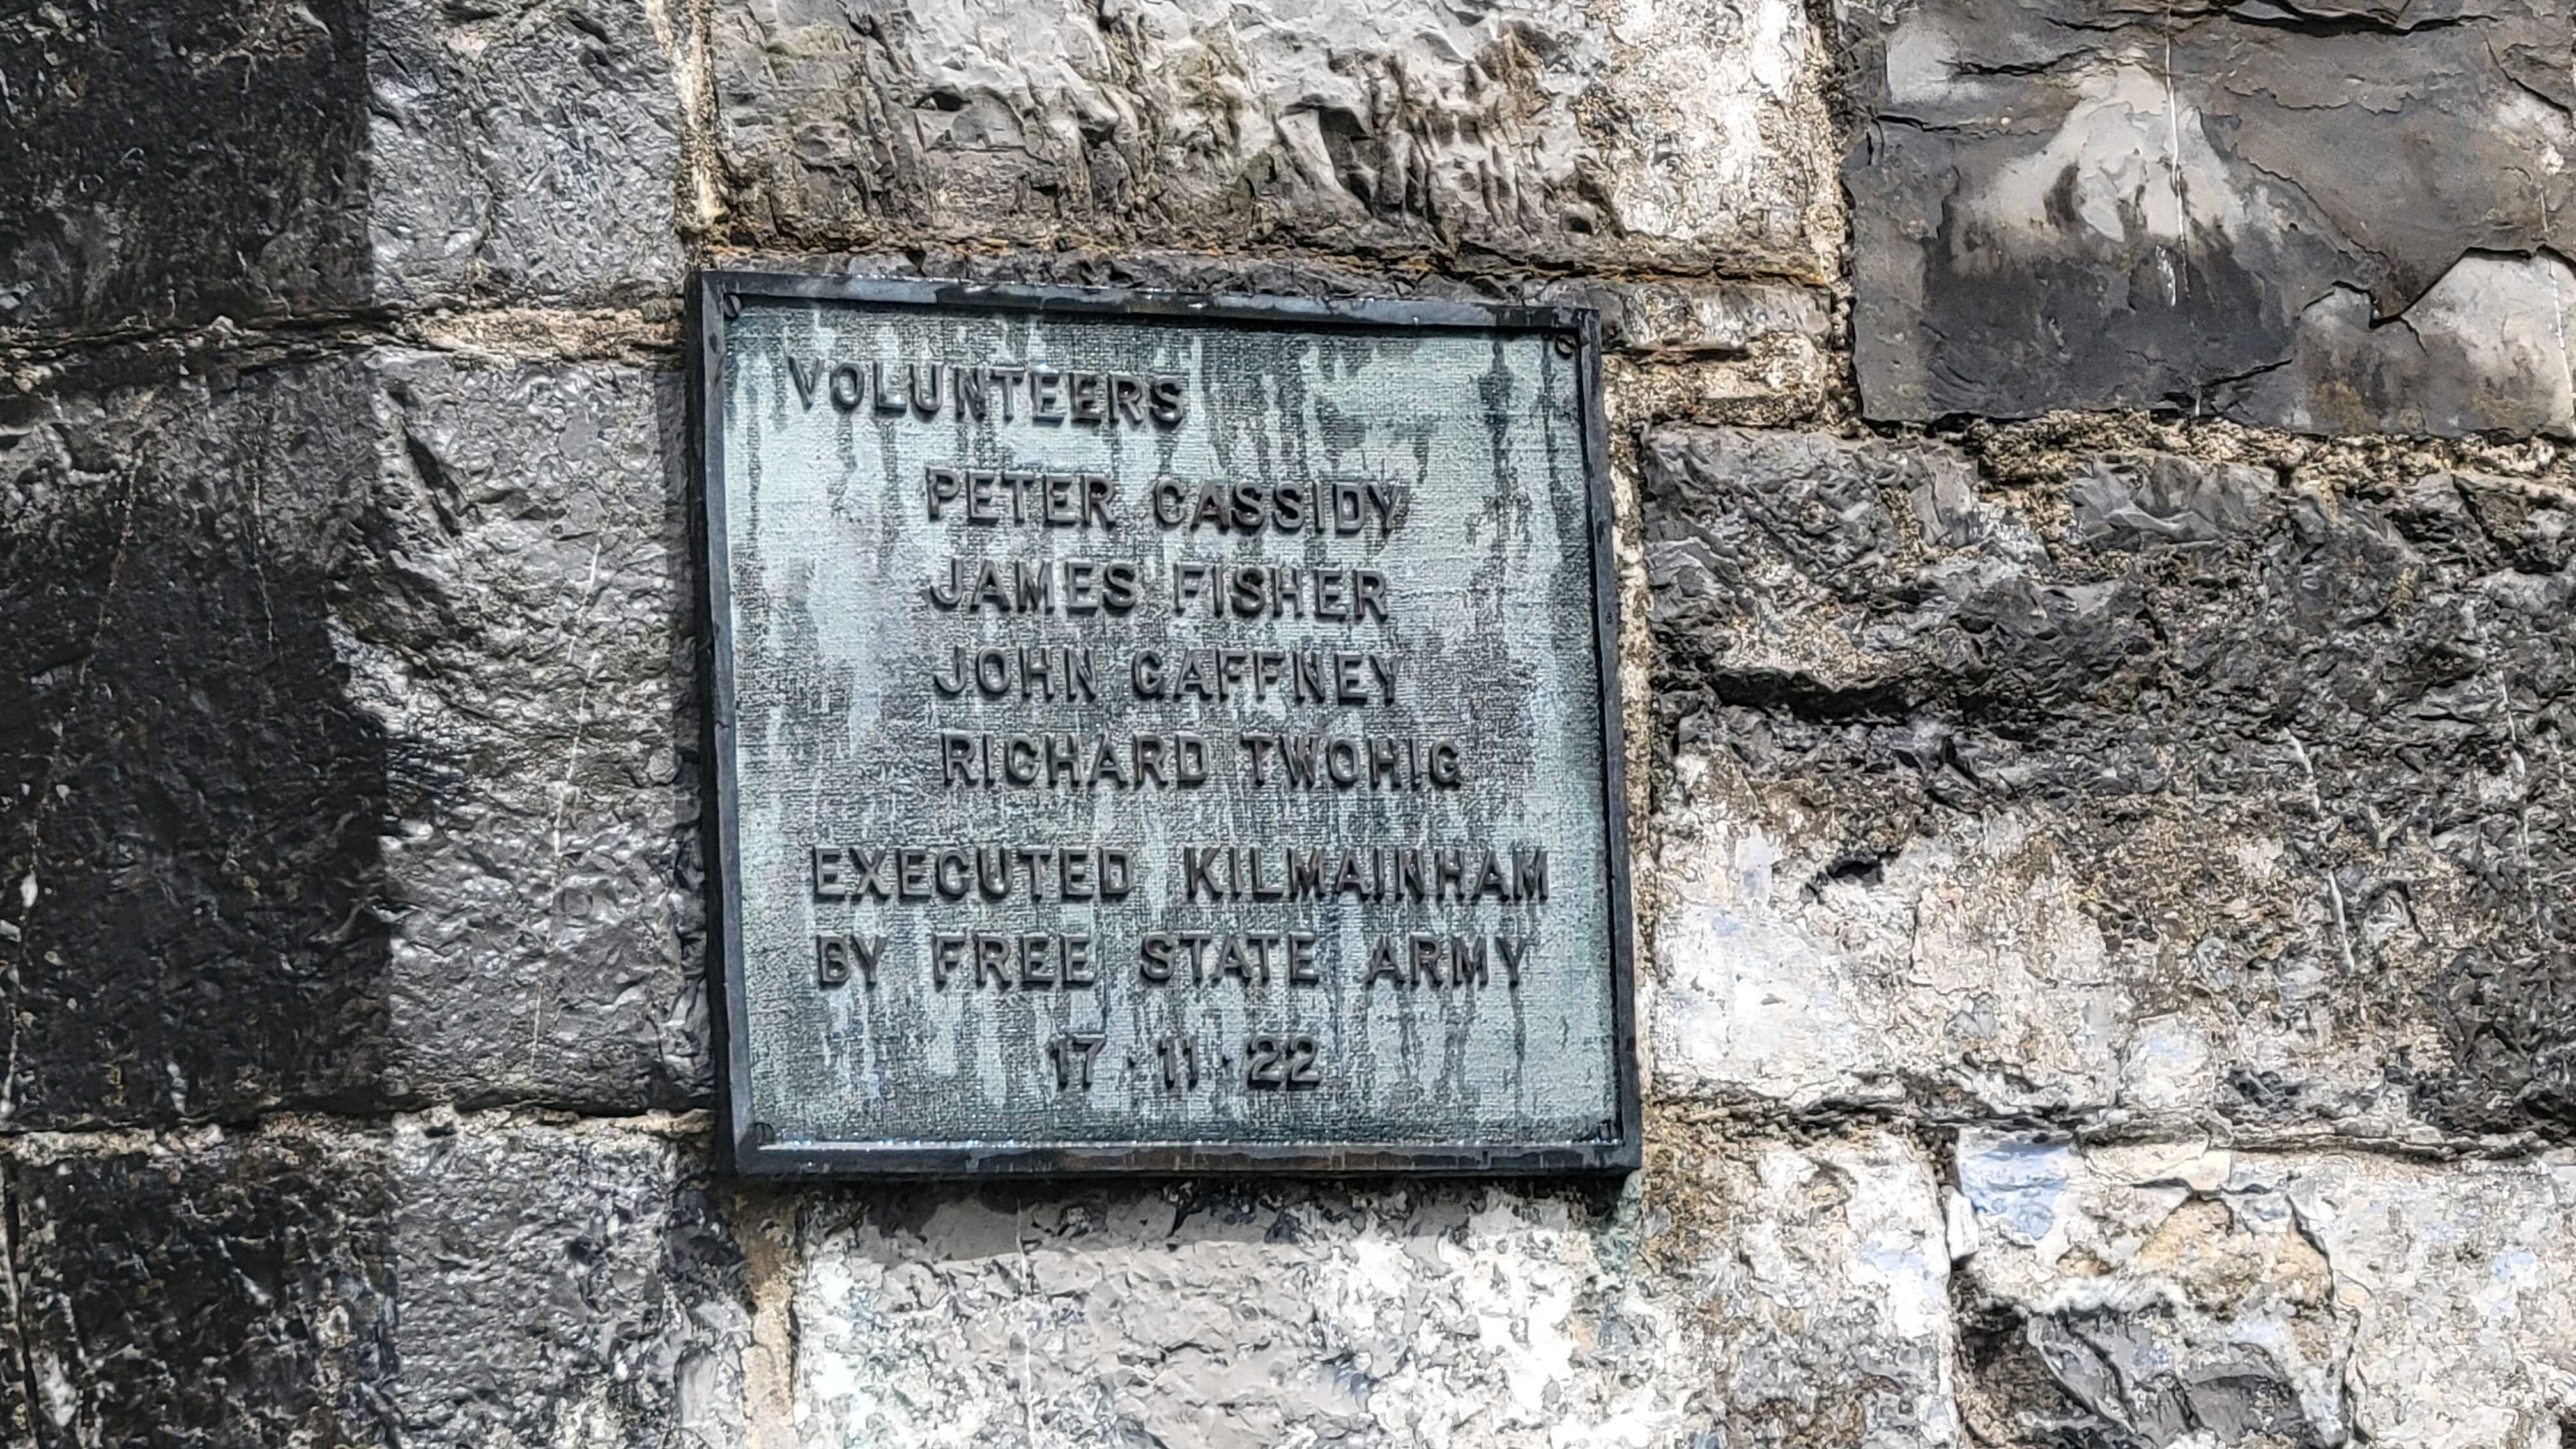 VOLUNTEERS
PETER CASSIDY
JAMES FISHER
JOHN GAFFNEY
RICHARD TWOHIG
EXECUTED KILMAINHAM
BY FREE STATE ARMY
17·11·22